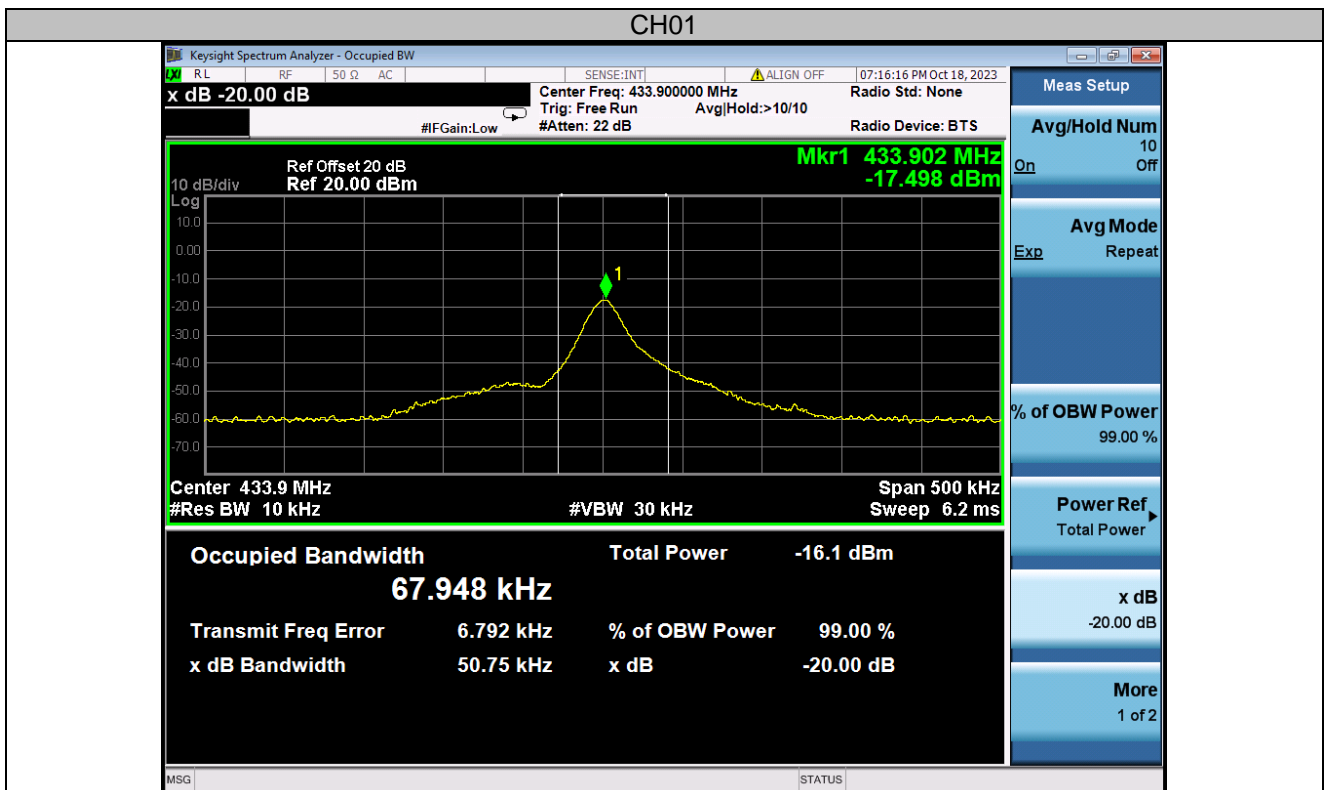 CH01
Keysight Spectrum Analyzer - Occupied BW
LXI RL RF 50 Ω AC SENSE:INT ALIGN OFF 07:16:16 PM Oct 18, 2023
x dB -20.00 dB
Center Freq: 433.900000 MHz
Radio Std: None
Trig: Free Run Avg|Hold:>10/10
#IFGain:Low
#Atten: 22 dB
Radio Device: BTS
Mkr1 433.902 MHz
-17.498 dBm
Ref Offset 20 dB
10 dB/div Ref 20.00 dBm
Log
10.0
0.00
-10.0
-20.0
-30.0
-40.0
-50.0
-60.0
-70.0
1
Center 433.9 MHz
Span 500 kHz
#Res BW 10 kHz
#VBW 30 kHz
Sweep 6.2 ms
Occupied Bandwidth
67.948 kHz
Total Power -16.1 dBm
Transmit Freq Error 6.792 kHz
% of OBW Power 99.00 %
x dB Bandwidth 50.75 kHz
x dB -20.00 dB
Meas Setup
Avg/Hold Num
10
On Off
Avg Mode
Exp Repeat
% of OBW Power
99.00 %
Power Ref
Total Power
x dB
-20.00 dB
More
1 of 2
MSG
STATUS